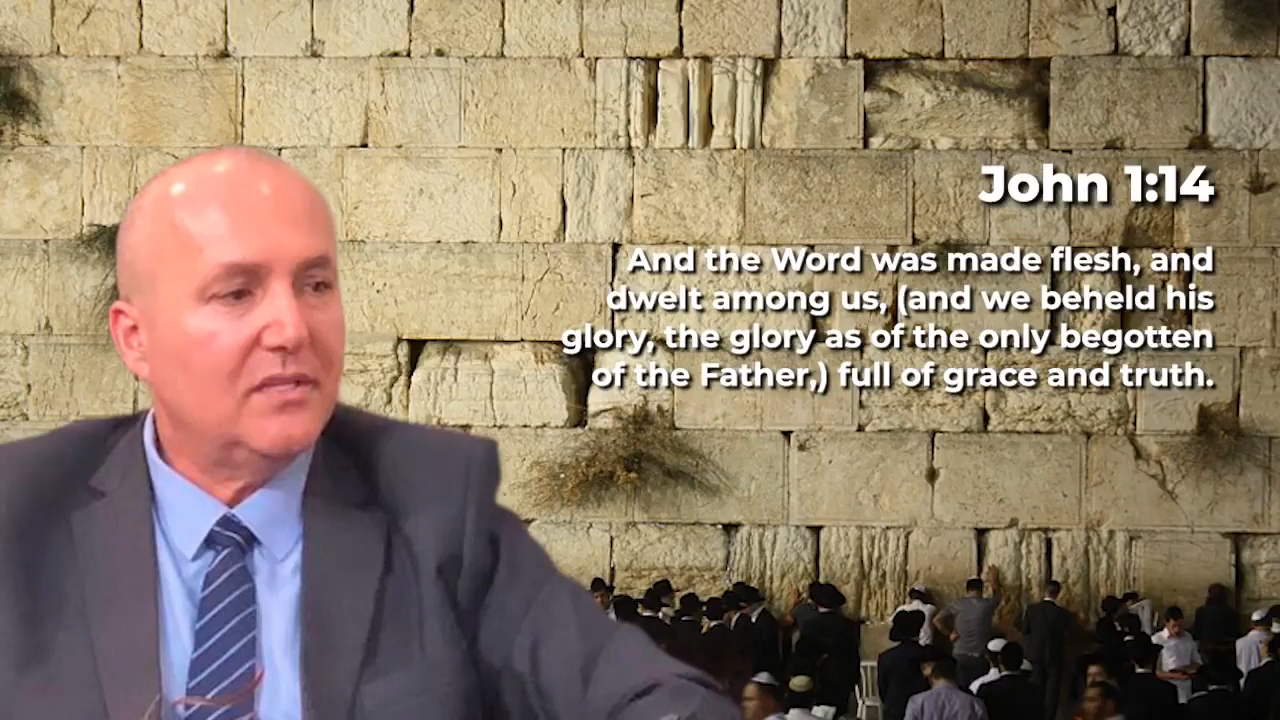 John 1:14
And the Word was made flesh, and
dwelt among us, (and we beheld his
glory, the glory as of the only begotten
of the Father,) full of grace and truth.